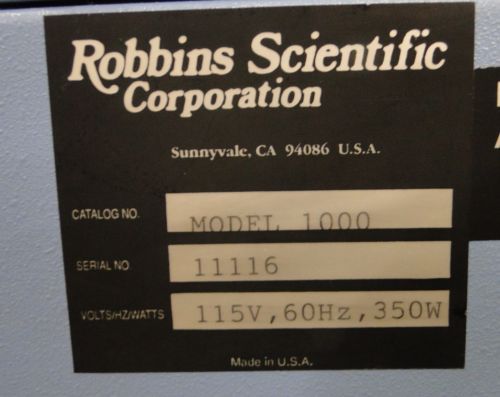 Robbins Scientific
Corporation
Sunnyvale, CA 94086 U.S.A.
CATALOG NO. MODEL 1000
SERIAL NO 11116
VOLTS/HZ/WATTS 115V,60Hz,350W
Made in U.S.A.